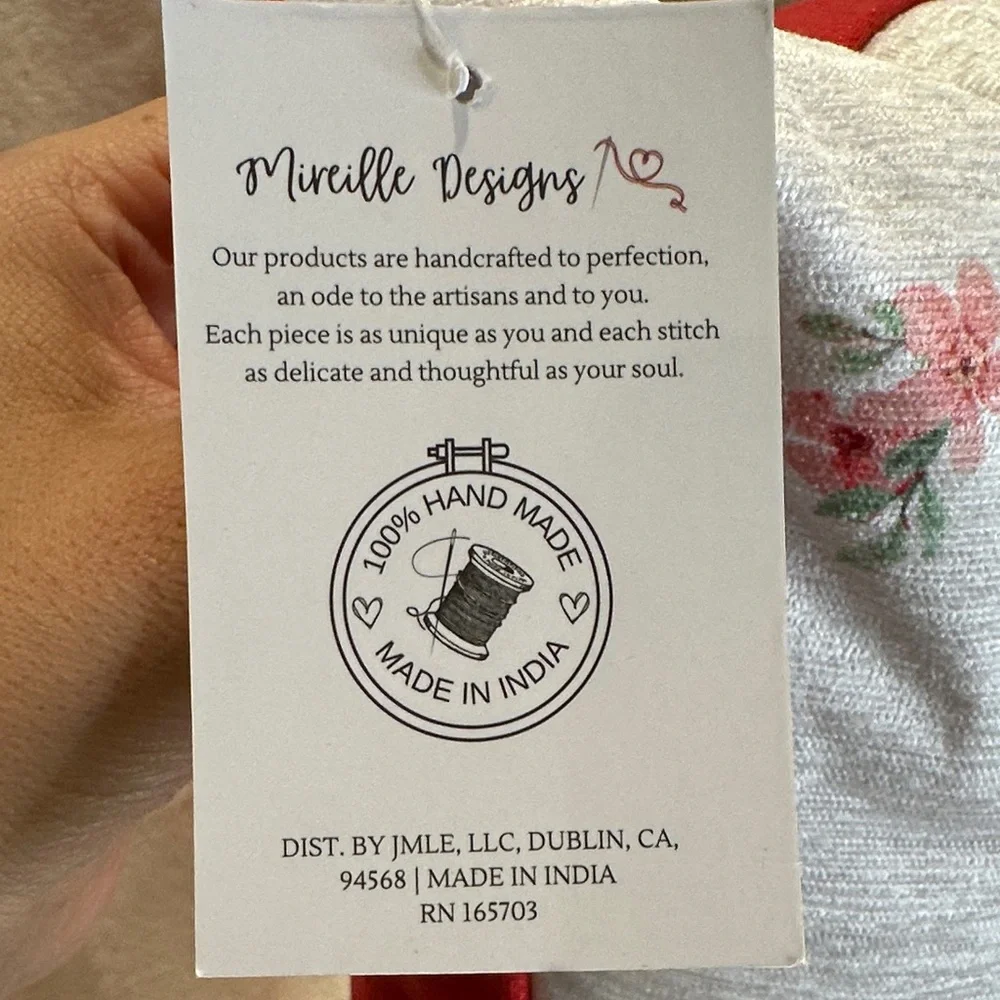 Mireille Designs
Our products are handcrafted to perfection,
an ode to the artisans and to you.
Each piece is as unique as you and each stitch
as delicate and thoughtful as your soul.
100% HAND MADE
MADE IN INDIA
DIST. BY JMLE, LLC, DUBLIN, CA,
94568 | MADE IN INDIA
RN 165703